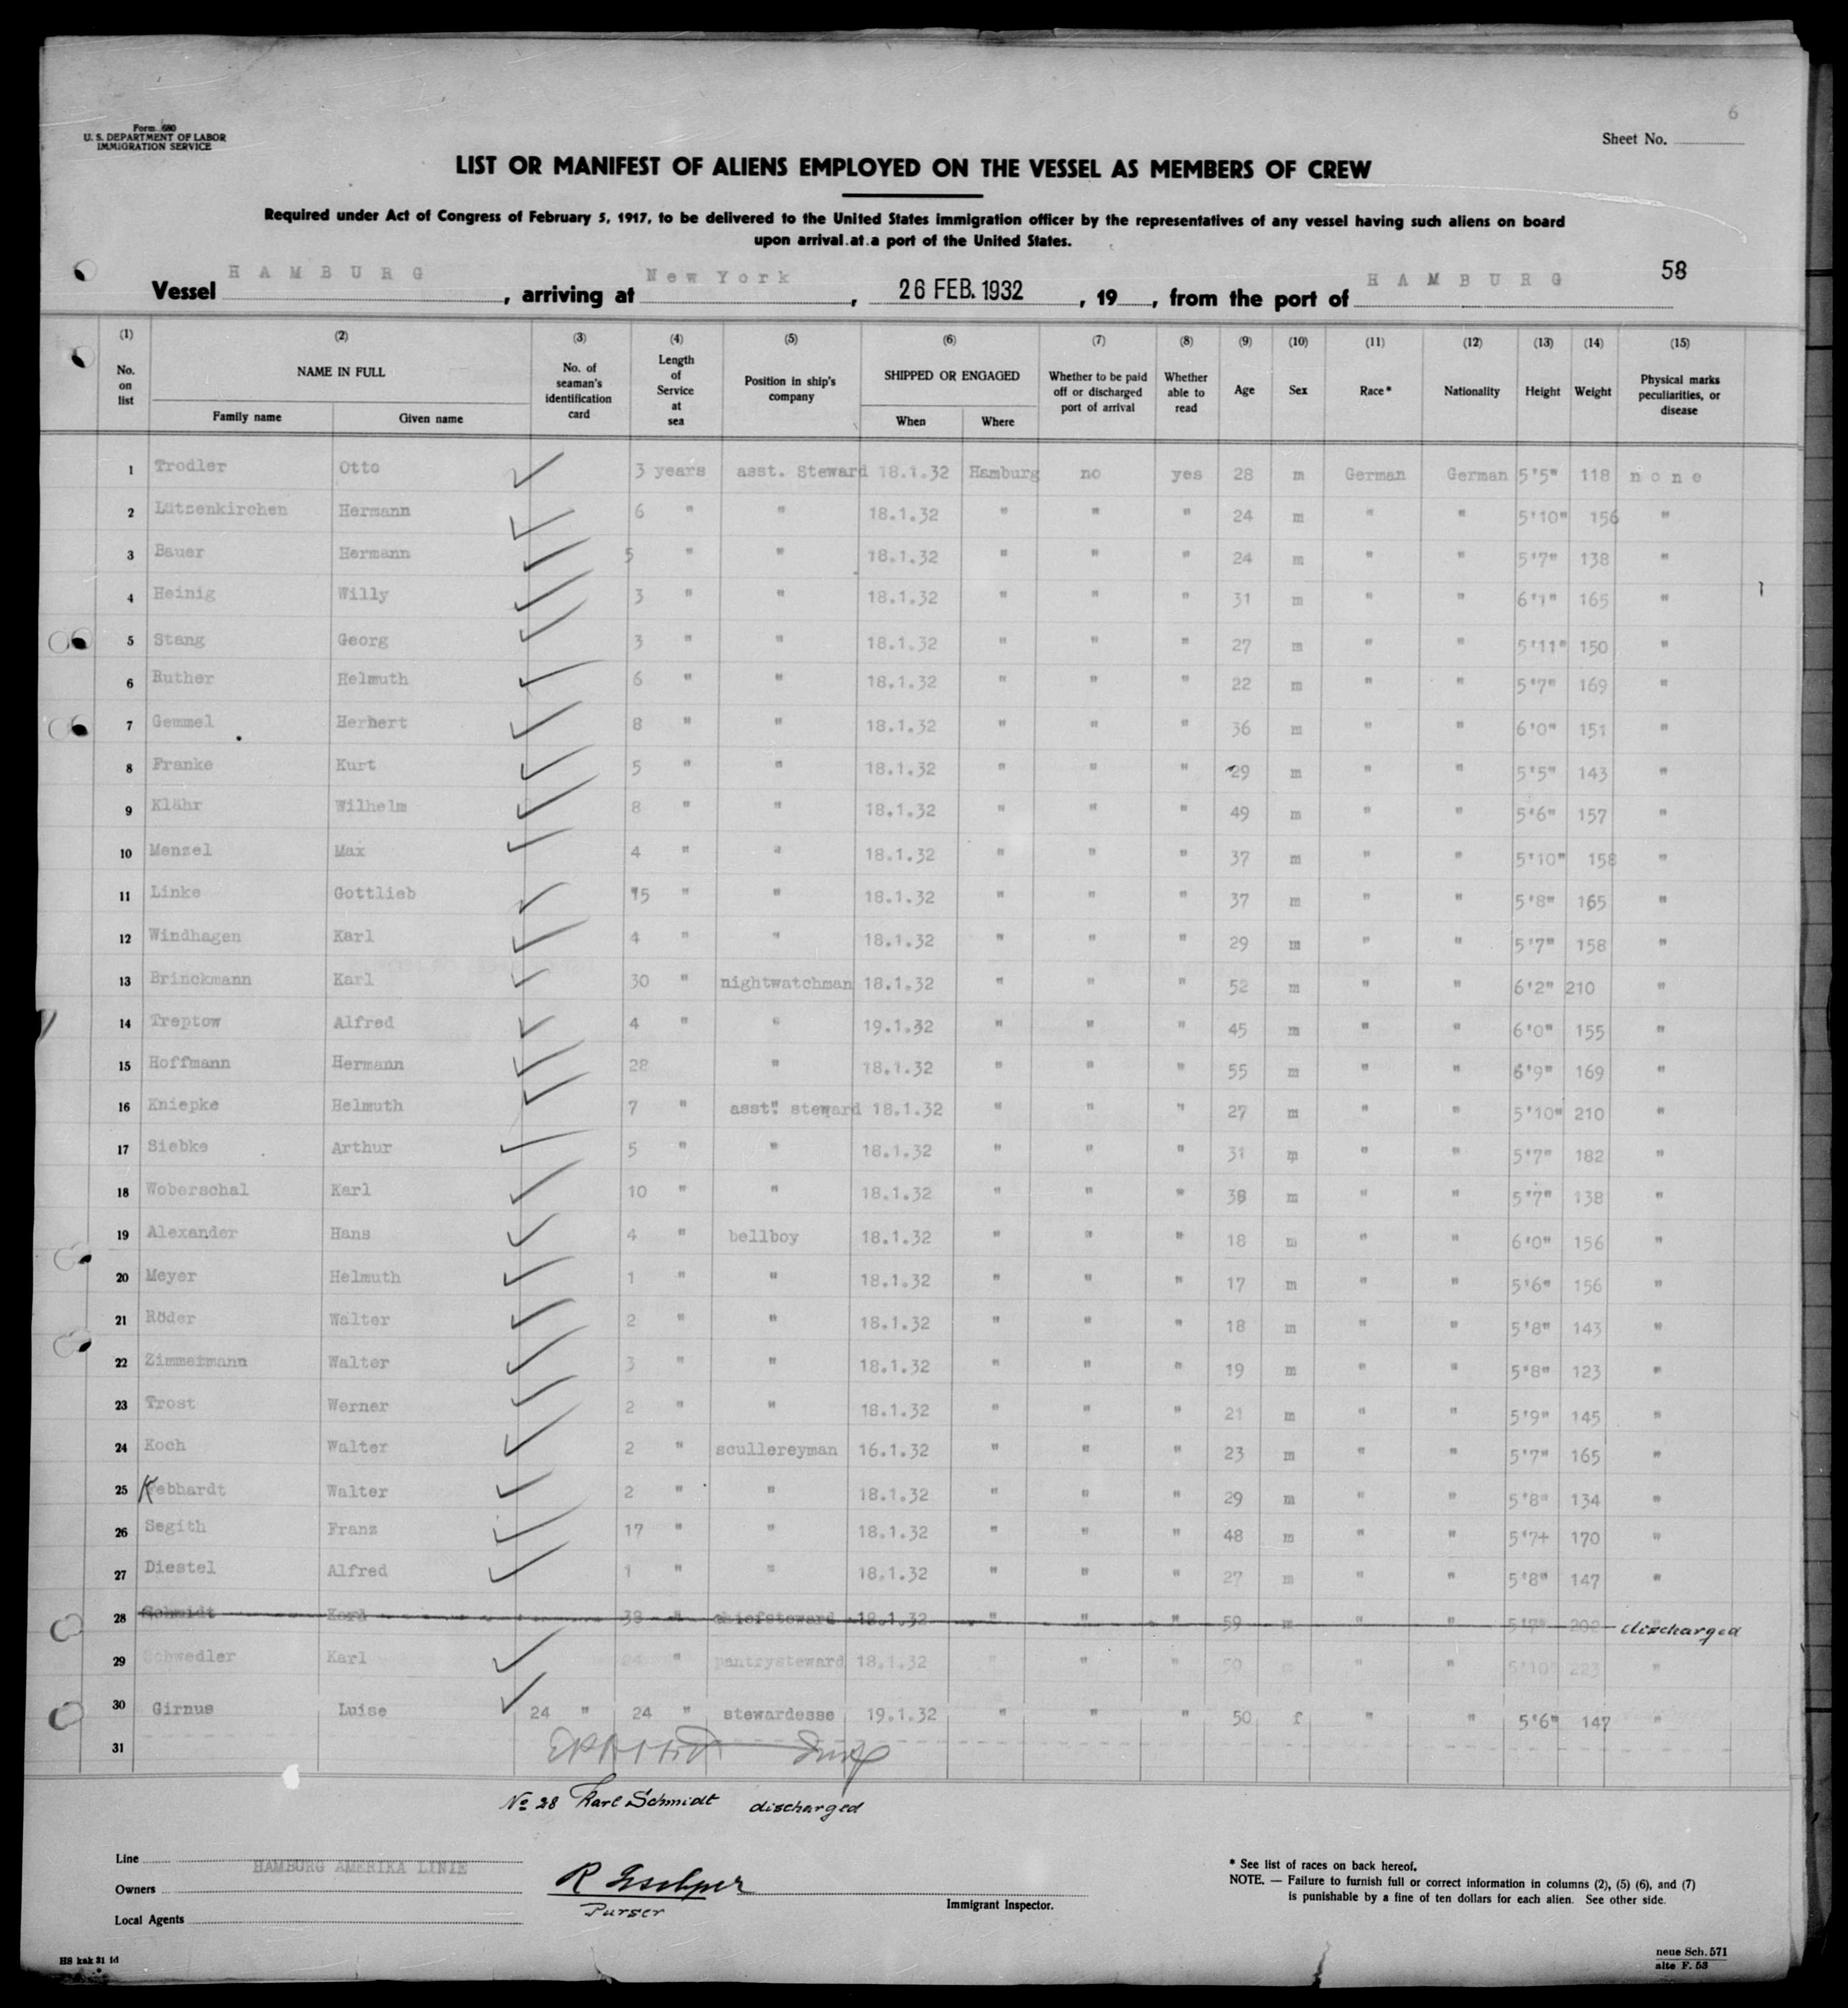 6
Form 680
U. S. DEPARTMENT OF LABOR
IMMIGRATION SERVICE
Sheet No.
LIST OR MANIFEST OF ALIENS EMPLOYED ON THE VESSEL AS MEMBERS OF CREW
Required under Act of Congress of February 5, 1917, to be delivered to the United States immigration officer by the representatives of any vessel having such aliens on board
upon arrival at a port of the United States.
58
Vessel HAMBURG, arriving at New York, 26 FEB. 1932, 19, from the port of HAMBURG
(1) (2) (3) (4) (5) (6) (7) (8) (9) (10) (11) (12) (13) (14) (15)
No. on list NAME IN FULL Family name Given name No. of seaman's identification card Length of Service at sea Position in ship's company SHIPPED OR ENGAGED When Where Whether to be paid off or discharged port of arrival Whether able to read Age Sex Race* Nationality Height Weight Physical marks peculiarities, or disease
1 Trodler Otto 3 years asst. Steward 18.1.32 Hamburg no yes 28 m German German 5'5" 118 none
2 Lützenkirchen Hermann 6 " " 18.1.32 " " " 24 m " " 5'10" 156 "
3 Bauer Hermann 5 " " 18.1.32 " " " 24 m " " 5'7" 138 "
4 Heinig Willy 3 " " 18.1.32 " " " 31 m " " 6'1" 165 "
5 Stang Georg 3 " " 18.1.32 " " " 27 m " " 5'11" 150 "
6 Ruther Helmuth 6 " " 18.1.32 " " " 22 m " " 5'7" 169 "
7 Gemmel Herbert 8 " " 18.1.32 " " " 36 m " " 6'0" 151 "
8 Franke Kurt 5 " " 18.1.32 " " " 29 m " " 5'5" 143 "
9 Klähr Wilhelm 8 " " 18.1.32 " " " 49 m " " 5'6" 157 "
10 Menzel Max 4 " " 18.1.32 " " " 37 m " " 5'10" 158 "
11 Linke Gottlieb 15 " " 18.1.32 " " " 37 m " " 5'8" 165 "
12 Windhagen Karl 4 " " 18.1.32 " " " 29 m " " 5'7" 158 "
13 Brinckmann Karl 30 " nightwatchman 18.1.32 " " " 52 m " " 6'2" 210 "
14 Treptow Alfred 4 " " 19.1.32 " " " 45 m " " 6'0" 155 "
15 Hoffmann Hermann 28 " 18.1.32 " " " 55 m " " 6'9" 169 "
16 Kniepke Helmuth 7 " asst. steward 18.1.32 " " " 27 m " " 5'10" 210 "
17 Siebke Arthur 5 " " 18.1.32 " " " 31 m " " 5'7" 182 "
18 Woberschal Karl 10 " " 18.1.32 " " " 38 m " " 5'7" 138 "
19 Alexander Hans 4 " bellboy 18.1.32 " " " 18 m " " 6'0" 156 "
20 Meyer Helmuth 1 " " 18.1.32 " " " 17 m " " 5'6" 156 "
21 Röder Walter 2 " " 18.1.32 " " " 18 m " " 5'8" 143 "
22 Zimmermann Walter 3 " " 18.1.32 " " " 19 m " " 5'8" 123 "
23 Trost Werner 2 " " 18.1.32 " " " 21 m " " 5'9" 145 "
24 Koch Walter 2 " scullereyman 16.1.32 " " " 23 m " " 5'7" 165 "
25 Kebhardt Walter 2 " " 18.1.32 " " " 29 m " " 5'8" 134 "
26 Segith Franz 17 " " 18.1.32 " " " 48 m " " 5'7+ 170 "
27 Diestel Alfred 1 " " 18.1.32 " " " 27 m " " 5'8" 147 "
28 Schmidt Karl 38 " chiefsteward 18.1.32 " " " 59 m " " 5'7" 202 " discharged
29 Schwedler Karl 24 " pantrysteward 18.1.32 " " " 50 " " 5'10" 223 "
30 Girnus Luise 24 " 24 " stewardesse 19.1.32 " " " 50 f " " 5'6" 147 "
31
No 28 Karl Schmidt discharged
Line HAMBURG AMERIKA LINIE
Owners
Local Agents
R
Purser
Immigrant Inspector.
* See list of races on back hereof.
NOTE. — Failure to furnish full or correct information in columns (2), (5) (6), and (7)
is punishable by a fine of ten dollars for each alien. See other side.
HS kak 31 1d
neue Sch. 571
alte F. 53